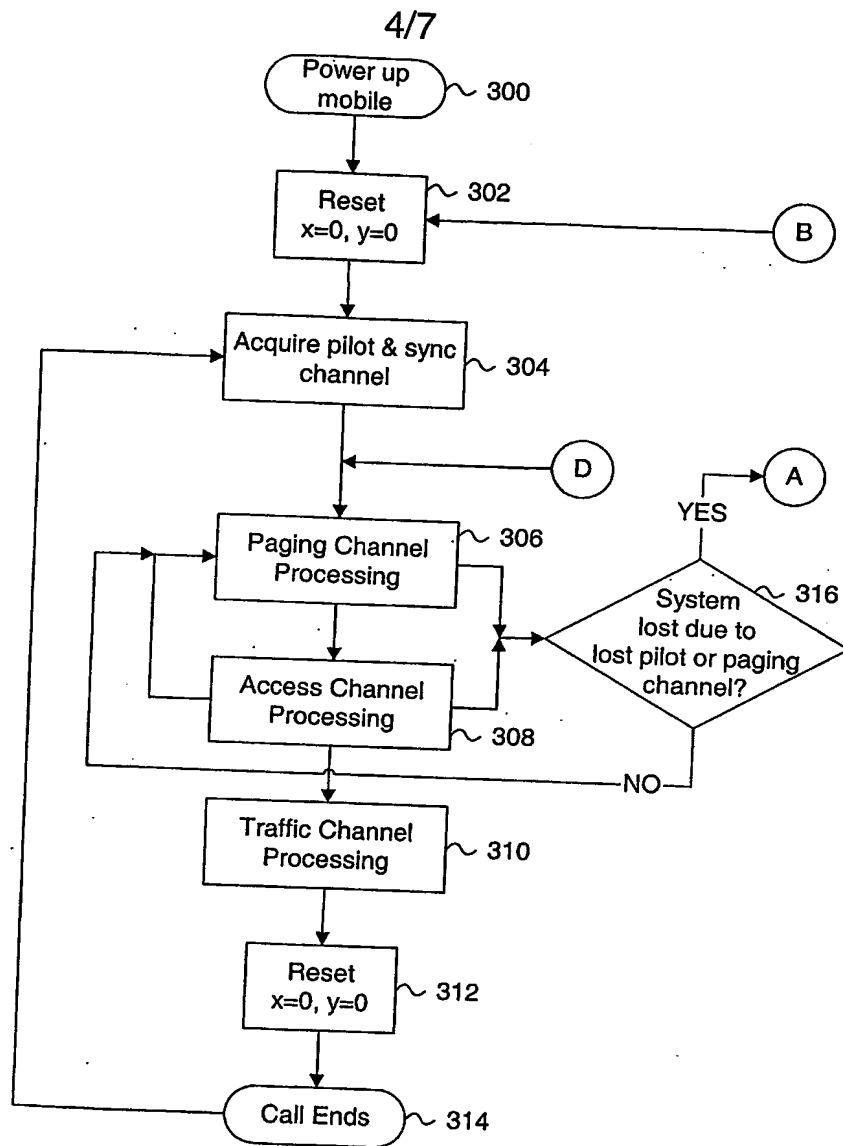 4/7
Power up
mobile
300
302
Reset
x=0, y=0
B
Acquire pilot & sync
channel
304
D
A
YES
306
Paging Channel
Processing
316
System
lost due to
lost pilot or paging
channel?
Access Channel
Processing
308
NO
Traffic Channel
Processing
310
Reset
x=0, y=0
312
Call Ends
314